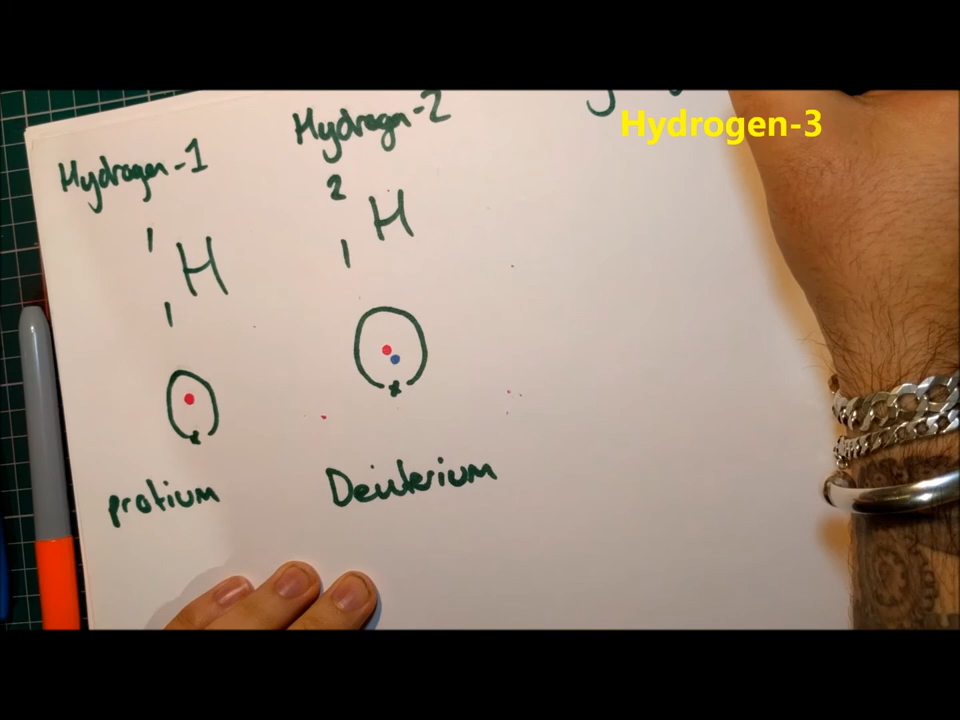 Hydrogen-1
1
H
1
protium
Hydrogen-2
2
H
1
Deuterium
Hydrogen-3